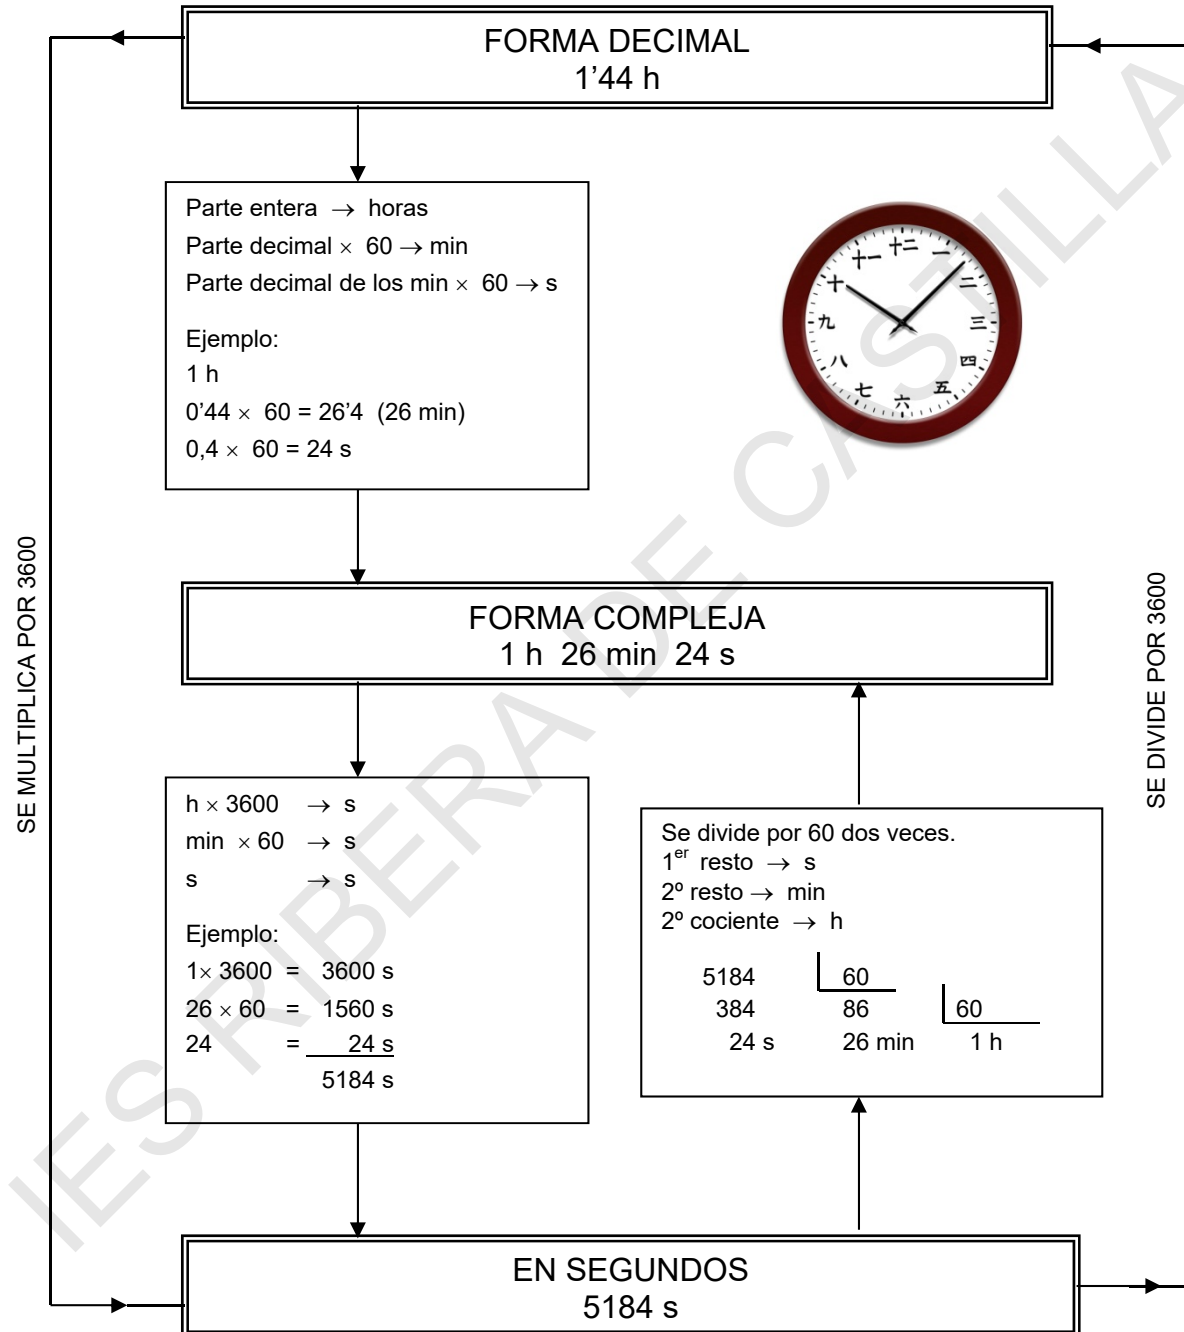 FORMA DECIMAL
1’44 h
Parte entera → horas
Parte decimal × 60 → min
Parte decimal de los min × 60 → s
Ejemplo:
1 h
0’44 × 60 = 26’4 (26 min)
0,4 × 60 = 24 s
十二
一
二
三
四
五
六
七
八
九
十
十一
SE MULTIPLICA POR 3600
SE DIVIDE POR 3600
FORMA COMPLEJA
1 h 26 min 24 s
h × 3600 → s
min × 60 → s
s → s
Ejemplo:
1× 3600 = 3600 s
26 × 60 = 1560 s
24 = 24 s
5184 s
Se divide por 60 dos veces.
1er resto → s
2º resto → min
2º cociente → h
5184 60
384 86 60
24 s 26 min 1 h
EN SEGUNDOS
5184 s
IES RIBERA DE CASTILLA